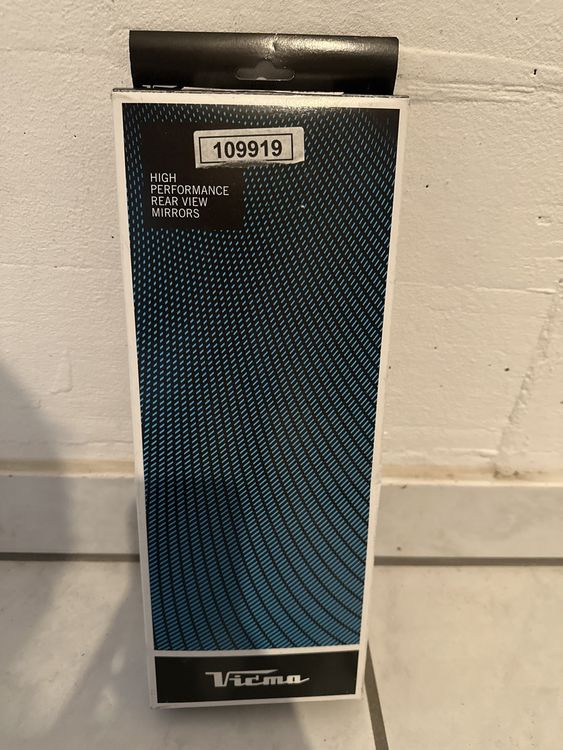 109919
HIGH
PERFORMANCE
REAR VIEW
MIRRORS
Vicma